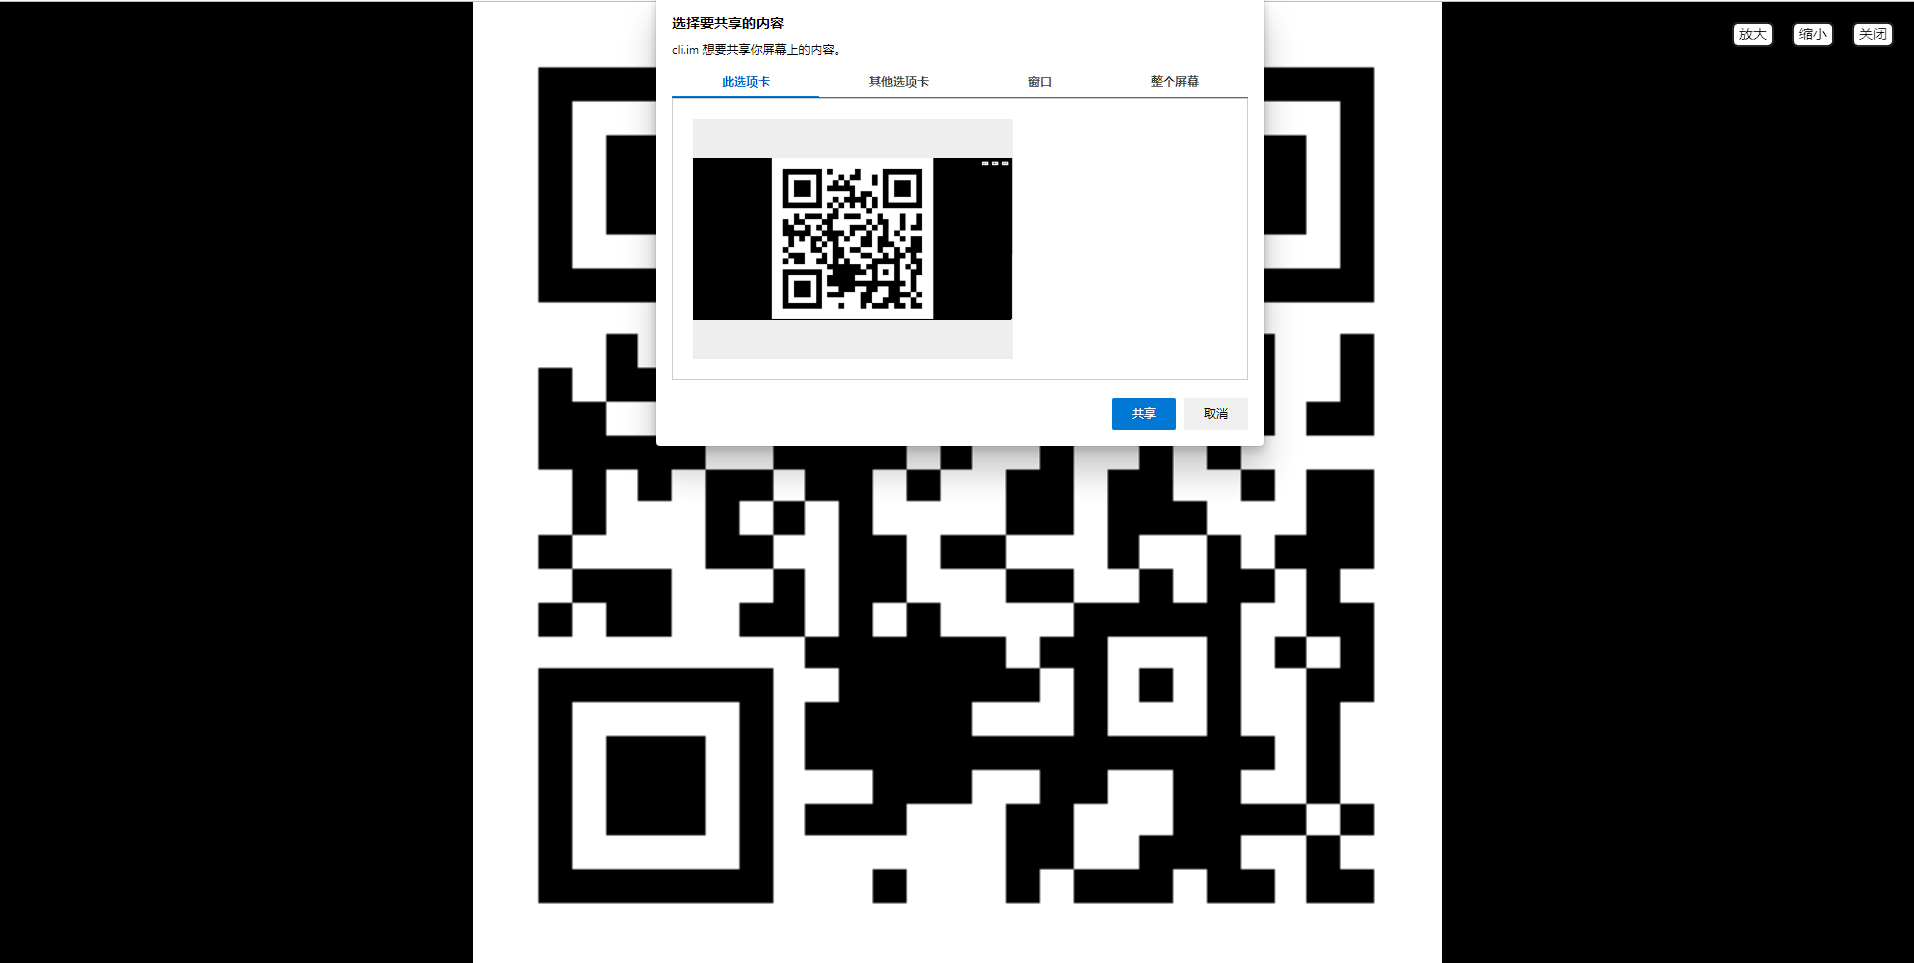 选择要共享的内容
cli.im 想要共享你屏幕上的内容。
此选项卡 其他选项卡 窗口 整个屏幕
共享 取消
放大 缩小 关闭